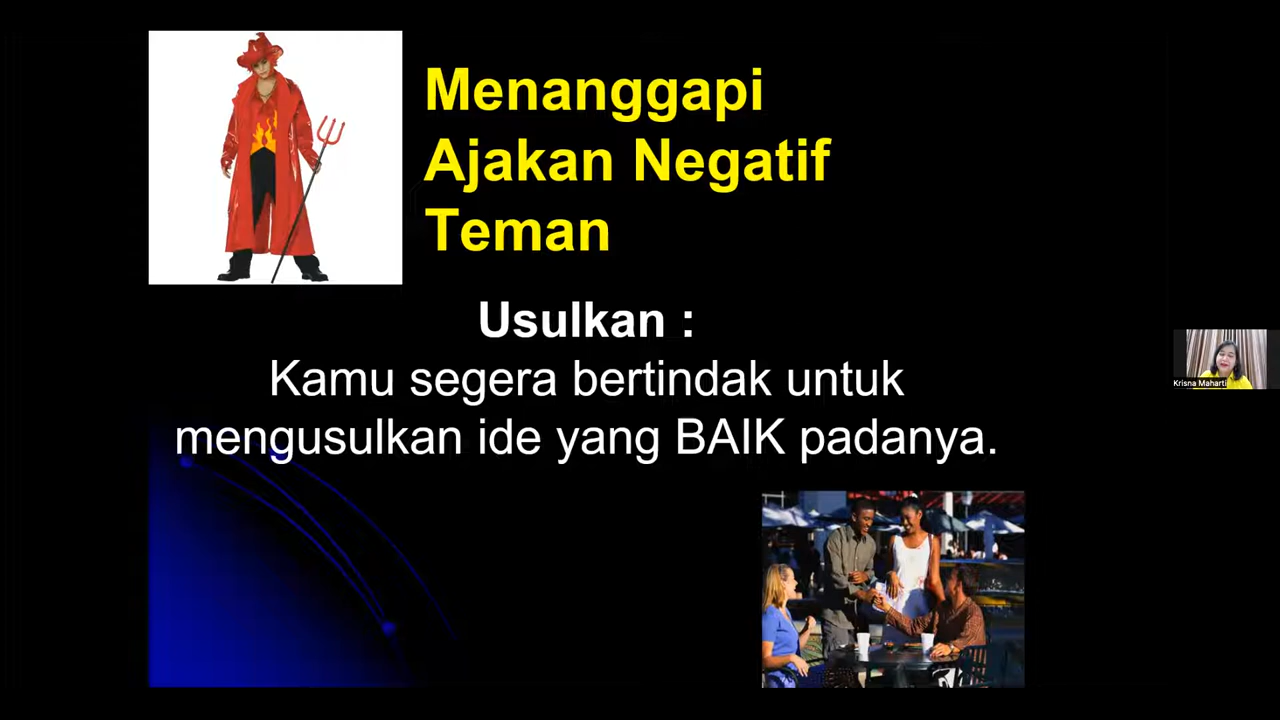 Menanggapi
Ajakan Negatif
Teman
Usulkan :
Kamu segera bertindak untuk
mengusulkan ide yang BAIK padanya.
Krisna Maharti